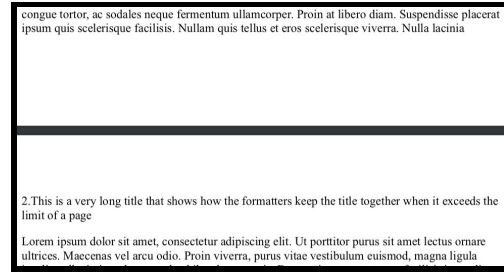 congue tortor, ac sodales neque fermentum ullamcorper. Proin at libero diam. Suspendisse placerat
ipsum quis scelerisque facilisis. Nullam quis tellus et eros scelerisque viverra. Nulla lacinia
2.This is a very long title that shows how the formatters keep the title together when it exceeds the
limit of a page
Lorem ipsum dolor sit amet, consectetur adipiscing elit. Ut porttitor purus sit amet lectus ornare
ultrices. Maecenas vel arcu odio. Proin viverra, purus vitae vestibulum euismod, magna ligula